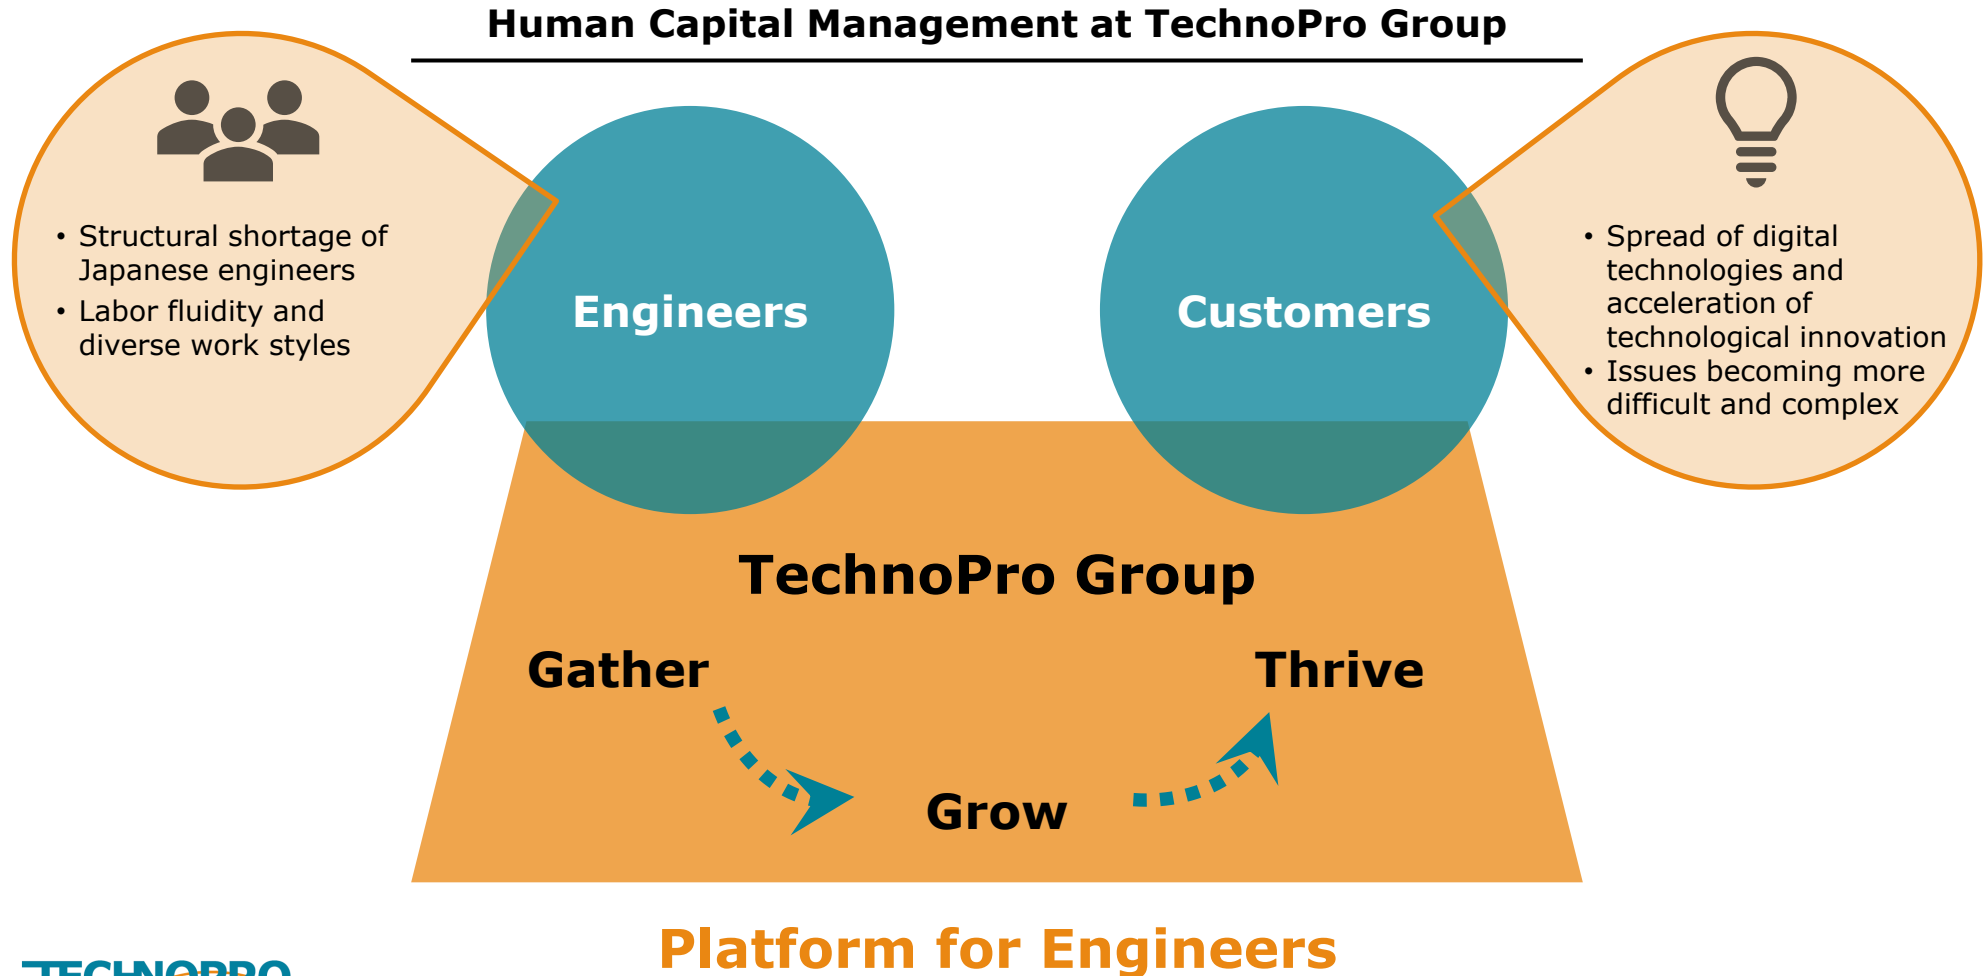 Human Capital Management at TechnoPro Group
• Structural shortage of
Japanese engineers
• Labor fluidity and
diverse work styles
Engineers
Customers
• Spread of digital
technologies and
acceleration of
technological innovation
• Issues becoming more
difficult and complex
TechnoPro Group
Gather
Thrive
Grow
Platform for Engineers
TECHNOPRO